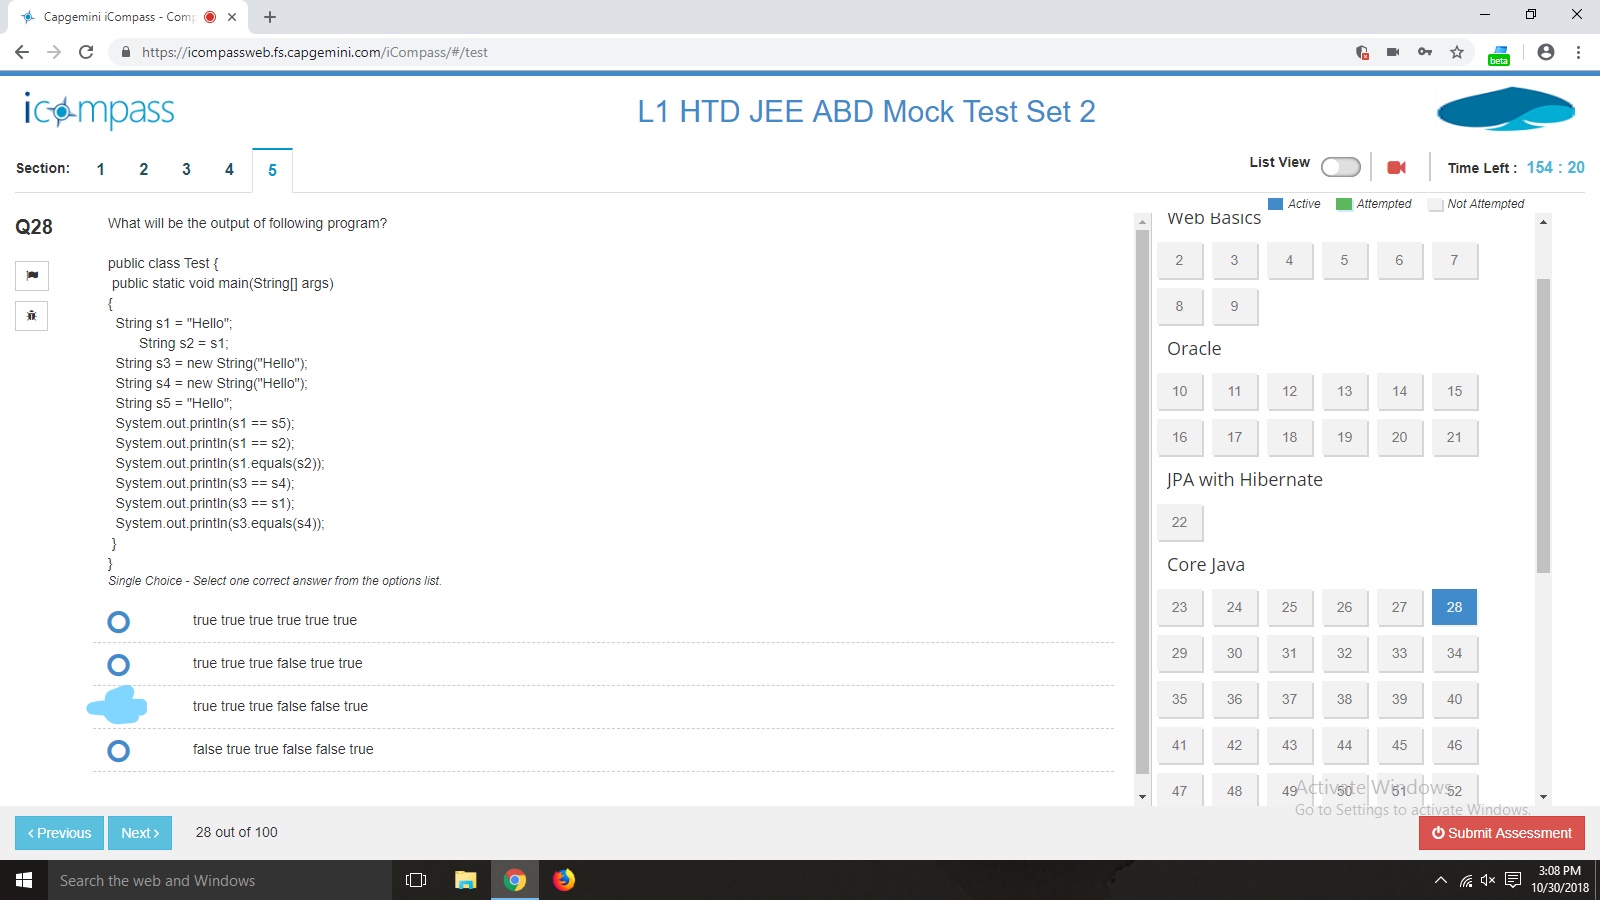 Capgemini iCompass - Comp
https://icompassweb.fs.capgemini.com/iCompass/#/test
beta
icompass
L1 HTD JEE ABD Mock Test Set 2
Section: 1 2 3 4 5
List View
Time Left : 154 : 20
Active Attempted Not Attempted
Q28
What will be the output of following program?
public class Test {
public static void main(String[] args)
{
String s1 = "Hello";
String s2 = s1;
String s3 = new String("Hello");
String s4 = new String("Hello");
String s5 = "Hello";
System.out.println(s1 == s5);
System.out.println(s1 == s2);
System.out.println(s1.equals(s2));
System.out.println(s3 == s4);
System.out.println(s3 == s1);
System.out.println(s3.equals(s4));
}
}
Single Choice - Select one correct answer from the options list.
true true true true true true
true true true false true true
true true true false false true
false true true false false true
Web Basics
2 3 4 5 6 7
8 9
Oracle
10 11 12 13 14 15
16 17 18 19 20 21
JPA with Hibernate
22
Core Java
23 24 25 26 27 28
29 30 31 32 33 34
35 36 37 38 39 40
41 42 43 44 45 46
47 48 49 50 51 52
Activate Windows
Go to Settings to activate Windows.
‹ Previous
Next ›
28 out of 100
Submit Assessment
Search the web and Windows
3:08 PM
10/30/2018